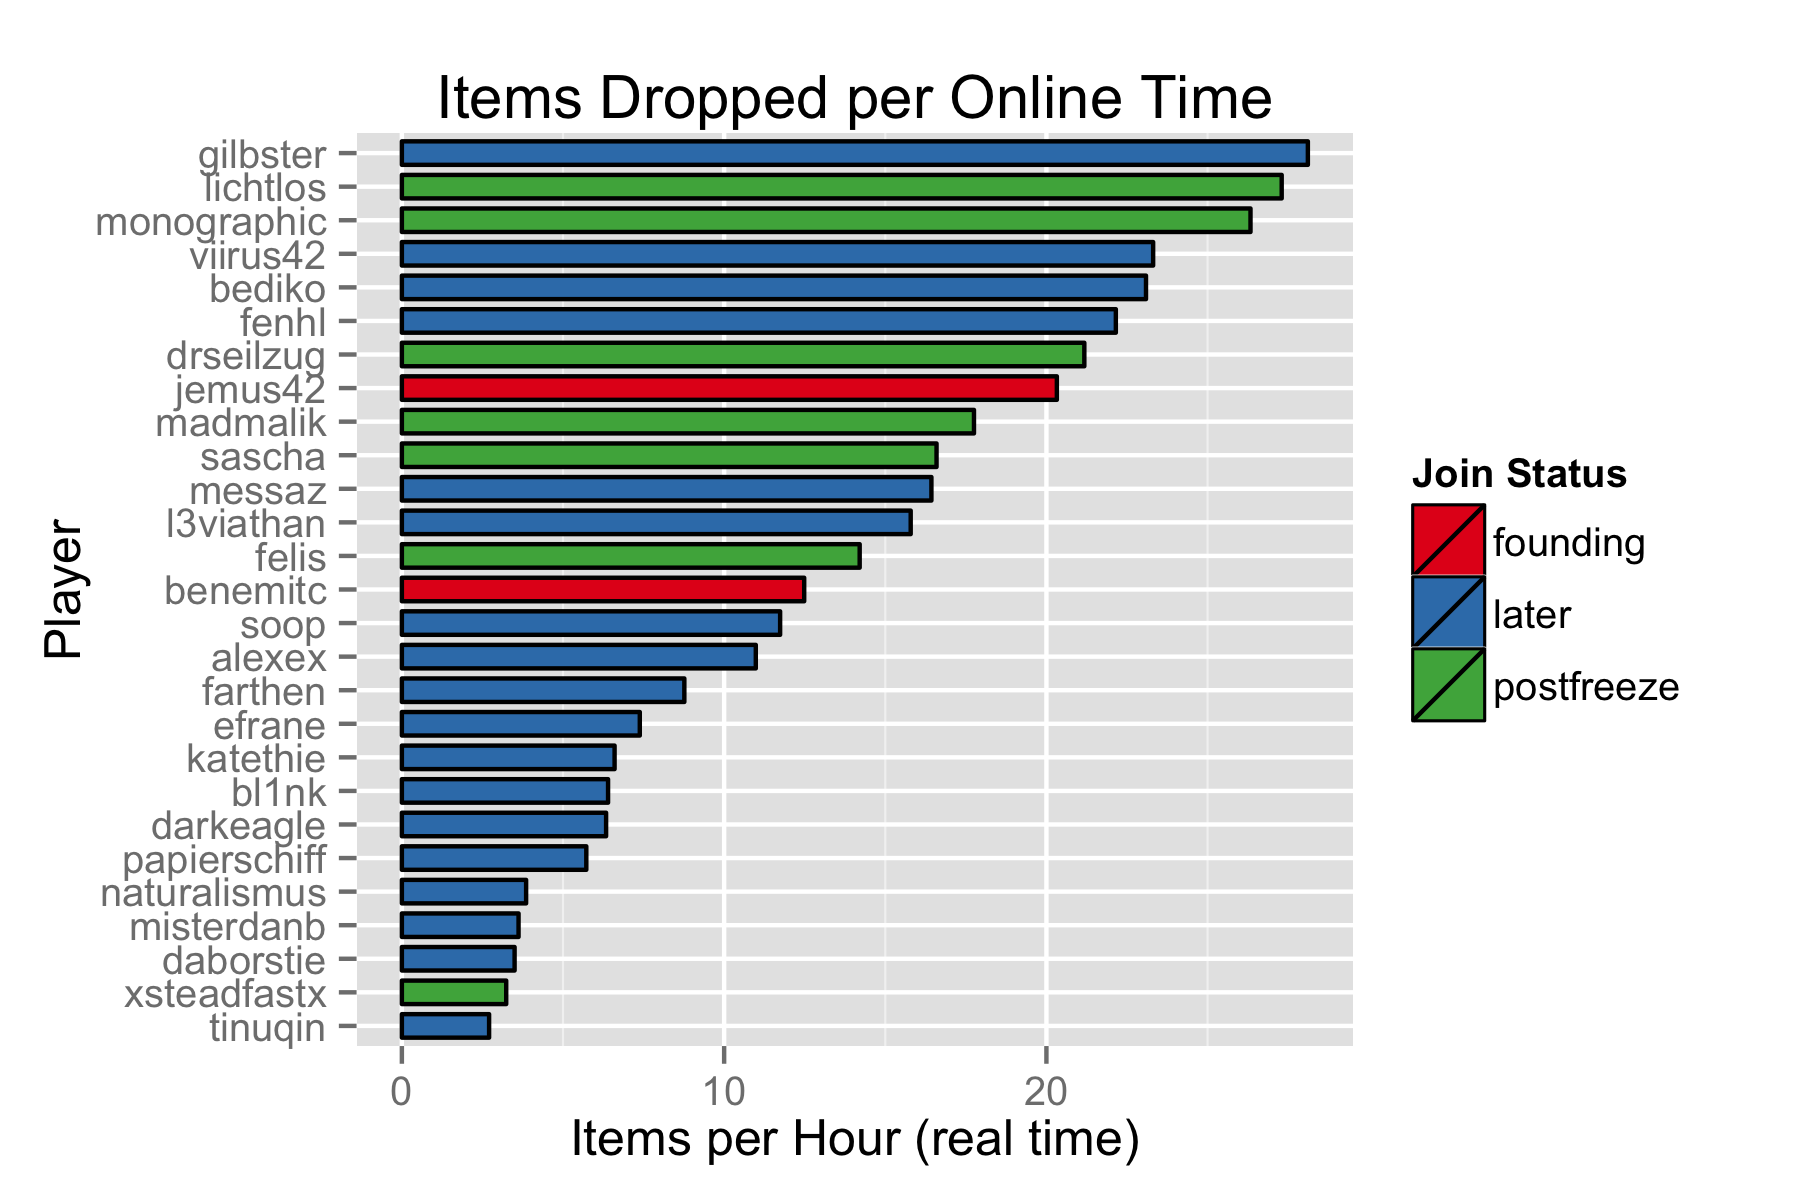 Items Dropped per Online Time
gilbster
lichtlos
monographic
viirus42
bediko
fenhl
drseilzug
jemus42
madmalik
sascha
messaz
l3viathan
felis
benemitc
soop
alexex
farthen
efrane
katethie
bl1nk
darkeagle
papierschiff
naturalismus
misterdanb
daborstie
xsteadfastx
tinuqin
Player
0 10 20
Items per Hour (real time)
Join Status
founding
later
postfreeze